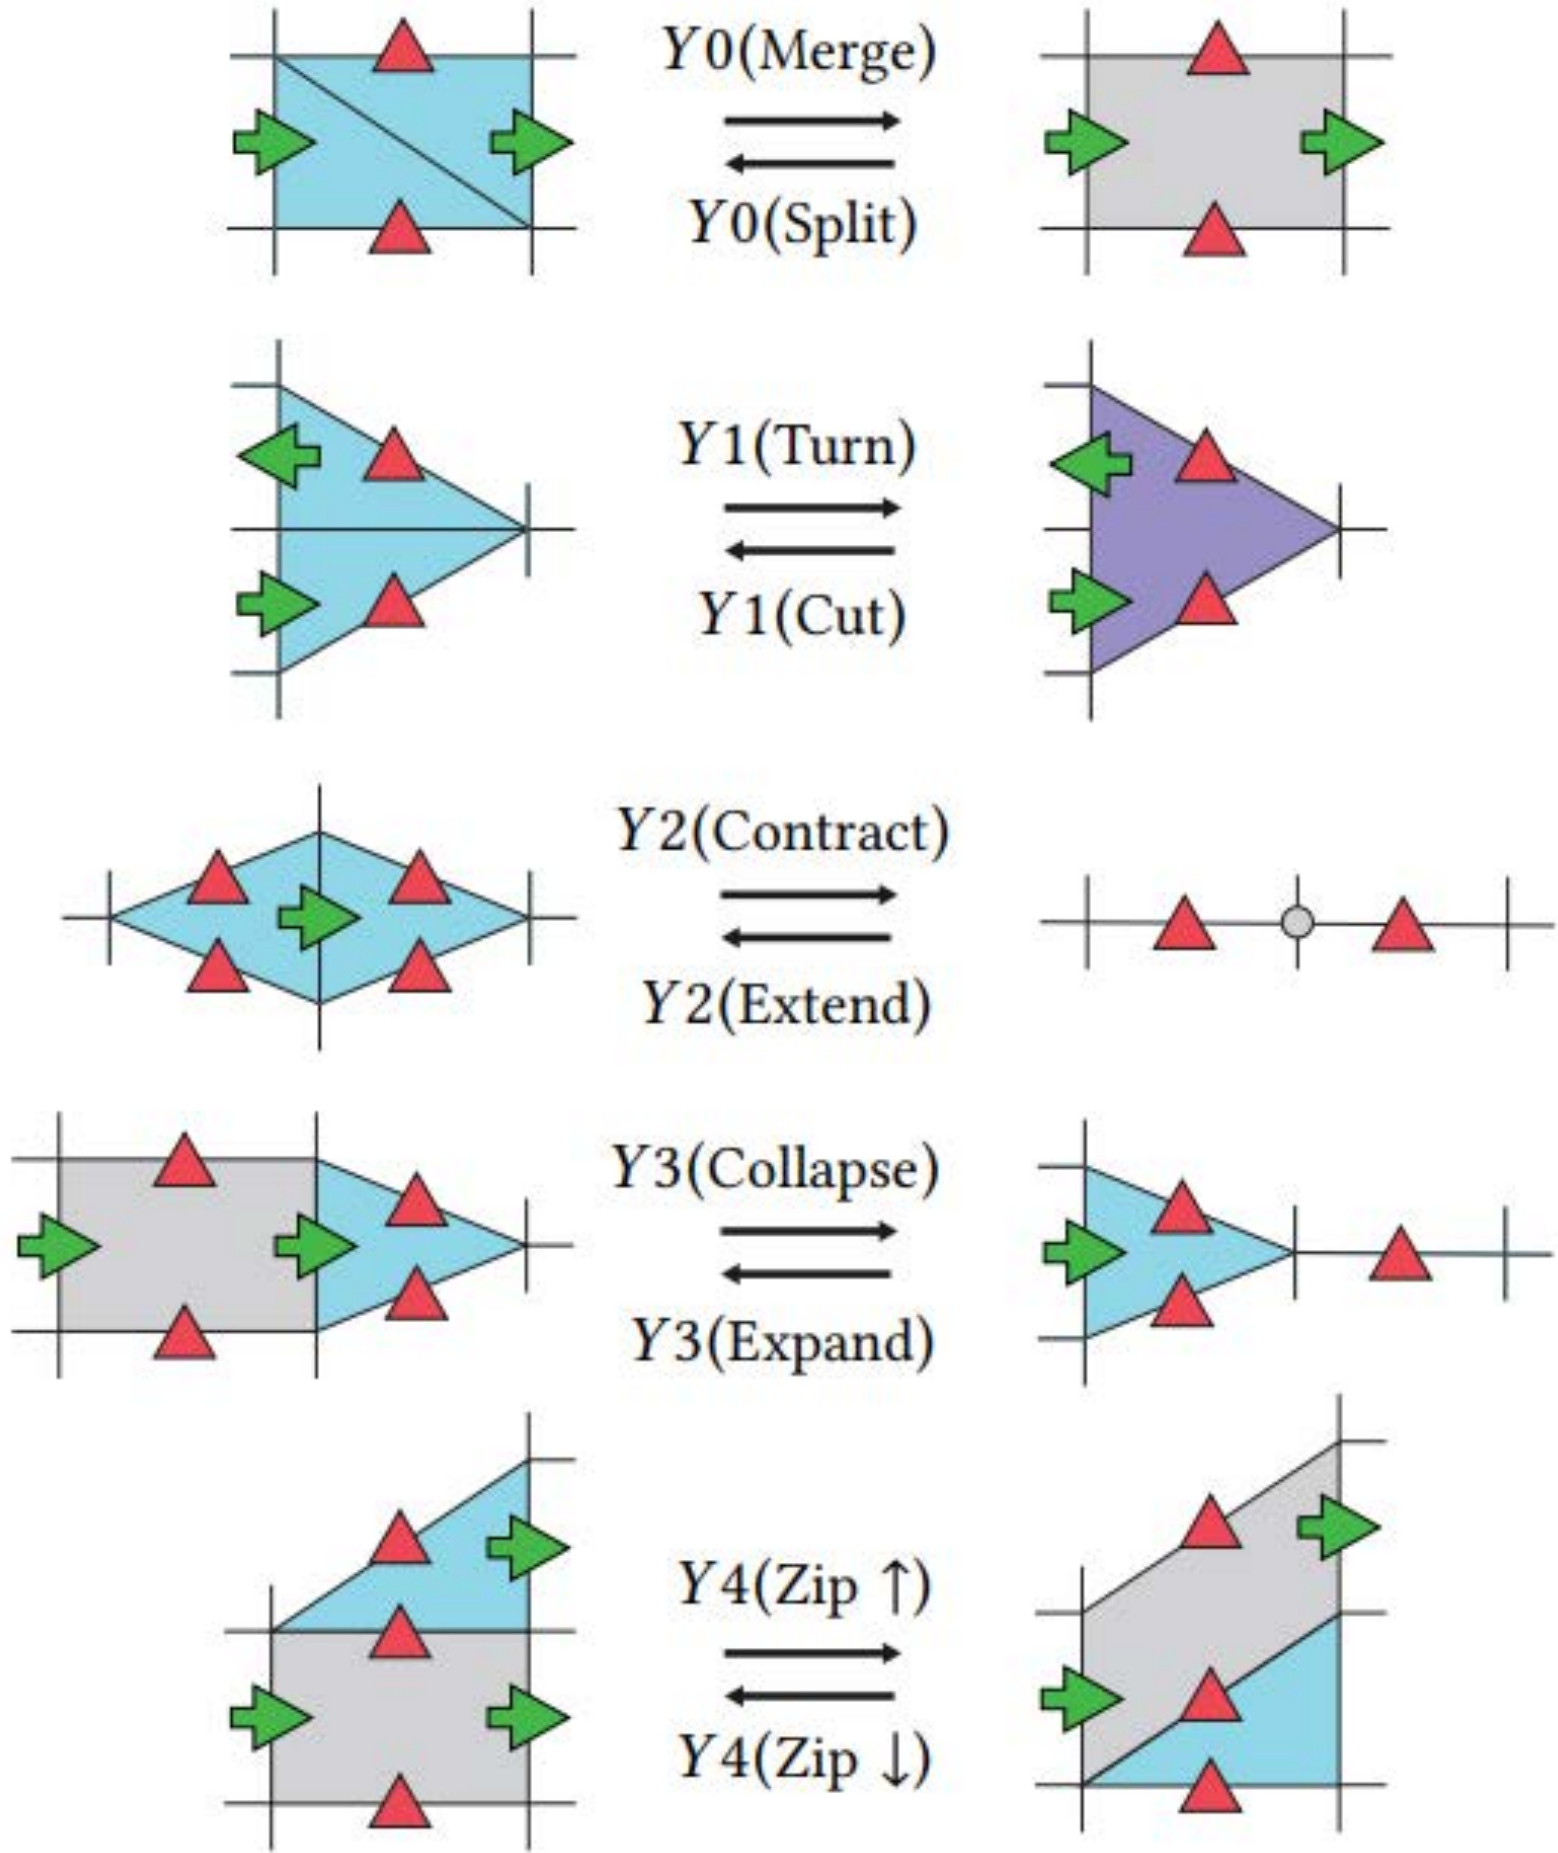 Y0(Merge)
Y0(Split)
Y1(Turn)
Y1(Cut)
Y2(Contract)
Y2(Extend)
Y3(Collapse)
Y3(Expand)
Y4(Zip ↑)
Y4(Zip ↓)